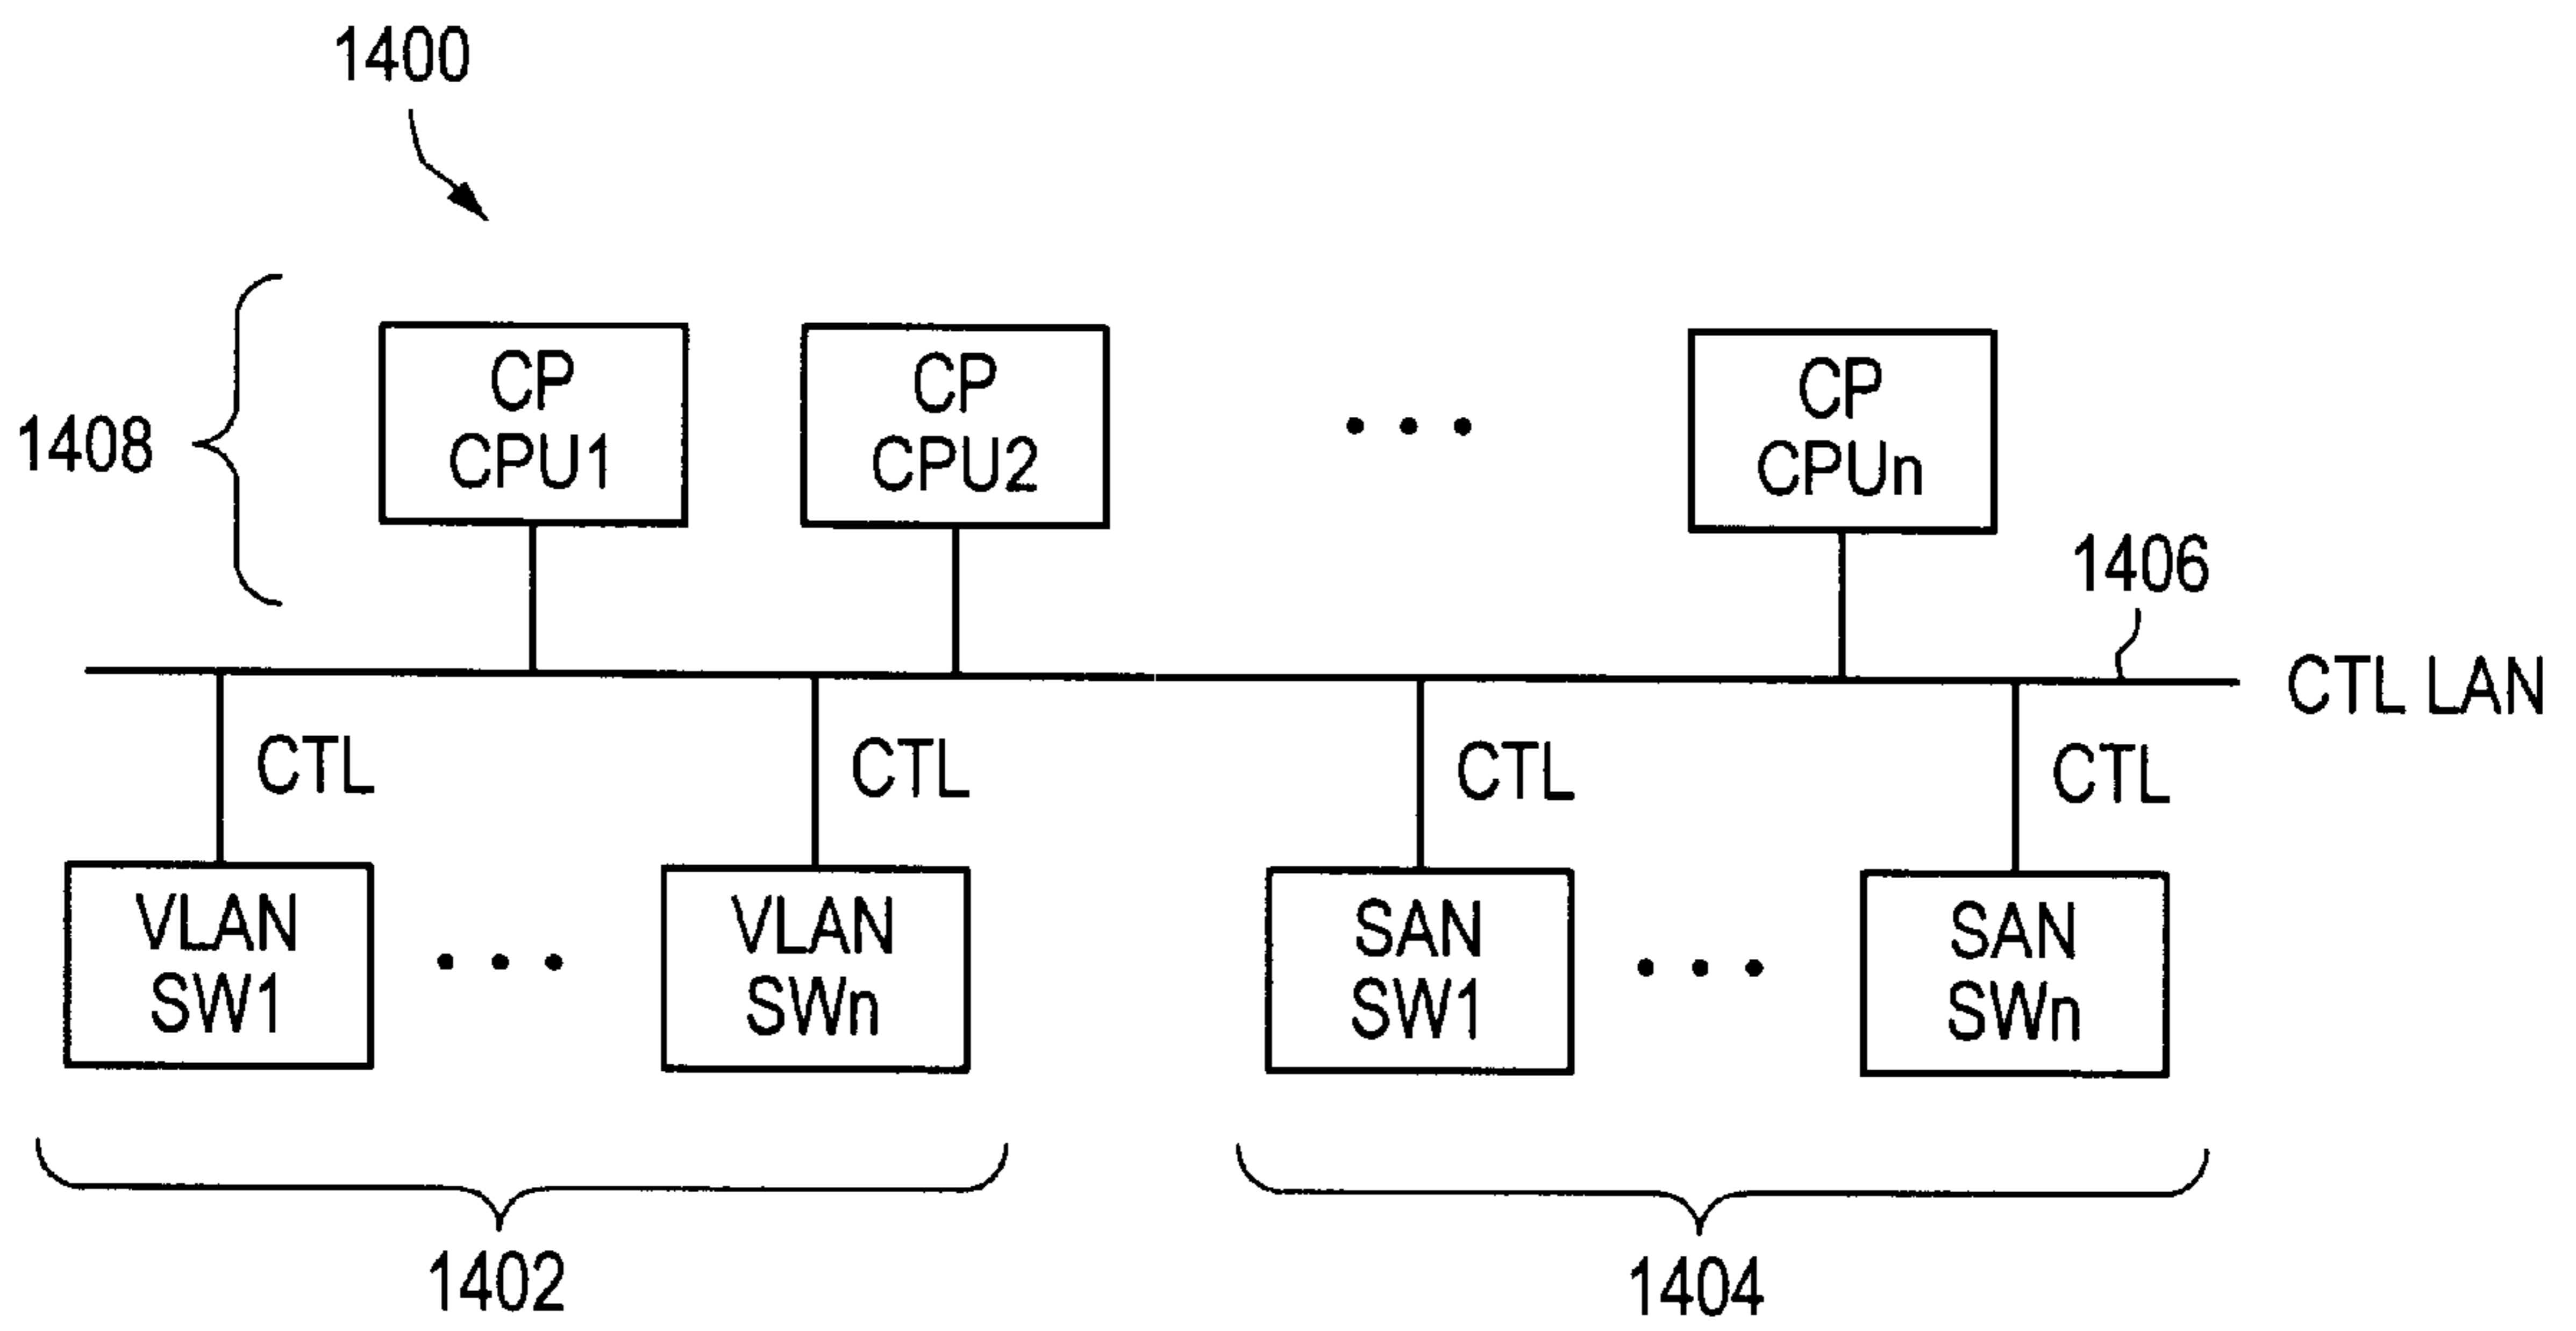 1400
1408
CP
CPU1
CP
CPU2
CP
CPUn
1406
CTL LAN
CTL
CTL
CTL
CTL
VLAN
SW1
VLAN
SWn
SAN
SW1
SAN
SWn
1402
1404